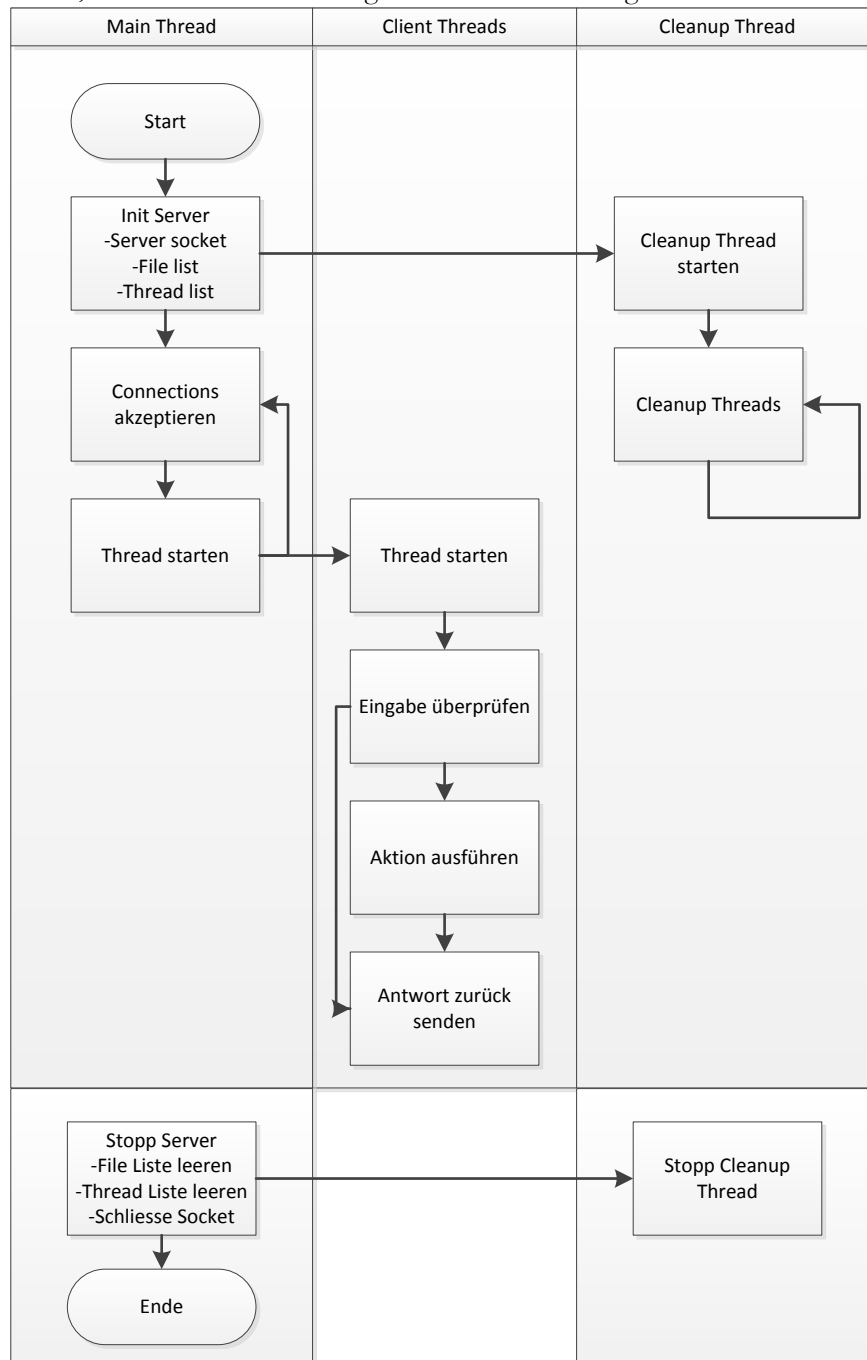 Main Thread
Client Threads
Cleanup Thread
Start
Init Server
-Server socket
-File list
-Thread list
Cleanup Thread
starten
Connections
akzeptieren
Cleanup Threads
Thread starten
Thread starten
Eingabe überprüfen
Aktion ausführen
Antwort zurück
senden
Stopp Server
-File Liste leeren
-Thread Liste leeren
-Schliesse Socket
Stopp Cleanup
Thread
Ende